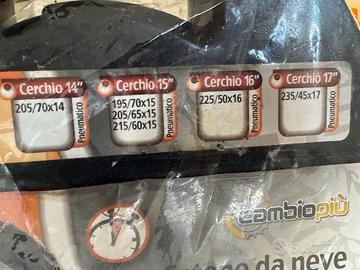 Cerchio 14"
205/70x14
Pneumatico
Cerchio 15"
195/70x15
205/65x15
215/60x15
Pneumatico
Cerchio 16"
225/50x16
Pneumatico
Cerchio 17"
235/45x17
Pneumatico
cambiopiù
da neve
subito